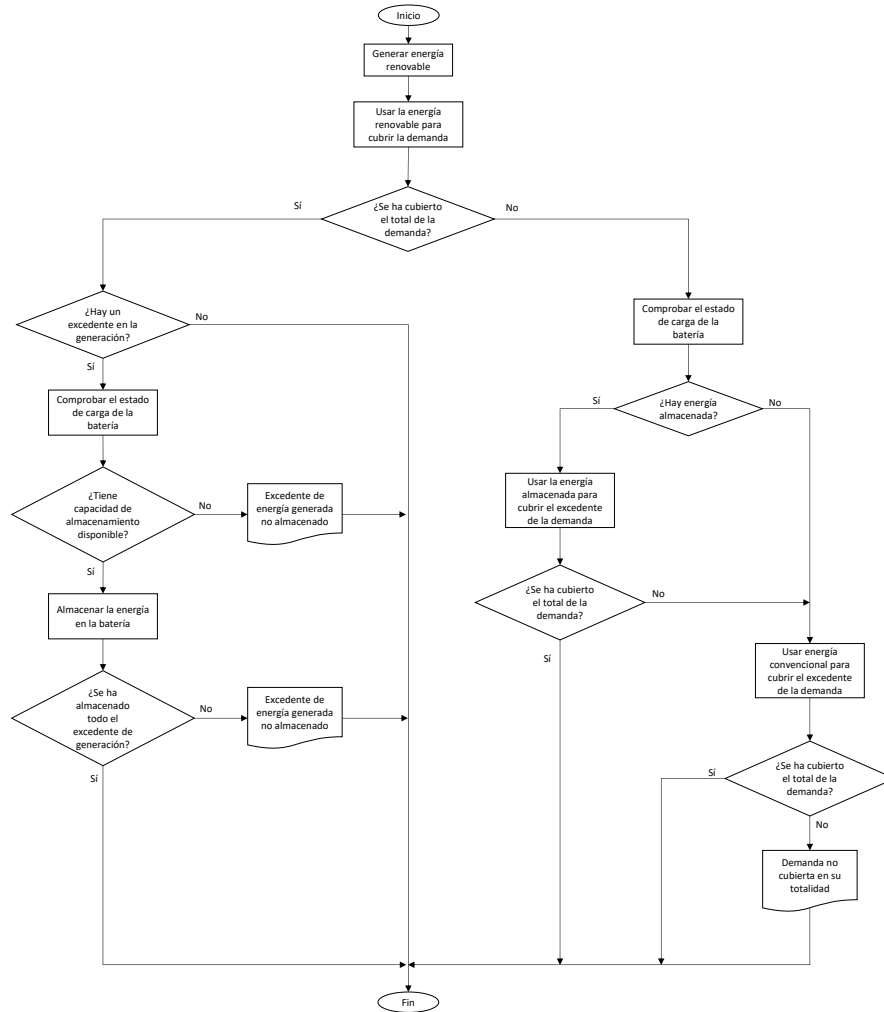 Inicio
Generar energía
renovable
Usar la energía
renovable para
cubrir la demanda
¿Se ha cubierto
el total de la
demanda?
Sí
No
¿Hay un
excedente en la
generación?
No
Sí
Comprobar el estado
de carga de la
batería
¿Tiene
capacidad de
almacenamiento
disponible?
No
Excedente de
energía generada
no almacenado
Sí
Almacenar la energía
en la batería
¿Se ha
almacenado
todo el
excedente de
generación?
No
Excedente de
energía generada
no almacenado
Sí
Comprobar el estado
de carga de la
batería
¿Hay energía
almacenada?
Sí
No
Usar la energía
almacenada para
cubrir el excedente
de la demanda
¿Se ha cubierto
el total de la
demanda?
No
Sí
Usar energía
convencional para
cubrir el excedente
de la demanda
¿Se ha cubierto
el total de la
demanda?
Sí
No
Demanda no
cubierta en su
totalidad
Fin